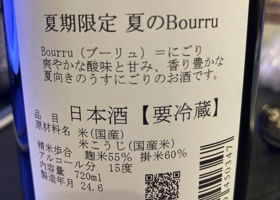 夏期限定 夏のBourru
Bourru（ブーリュ）＝にごり
爽やかな酸味と甘み、香り豊かな
夏向きのうすにごりのお酒です。
品目 日本酒【要冷蔵】
原材料名 米(国産)
米こうじ(国産米)
精米歩合 麹米55％ 掛米60％
アルコール分 15度
内容量 720ml
製造年月 24.6
450347